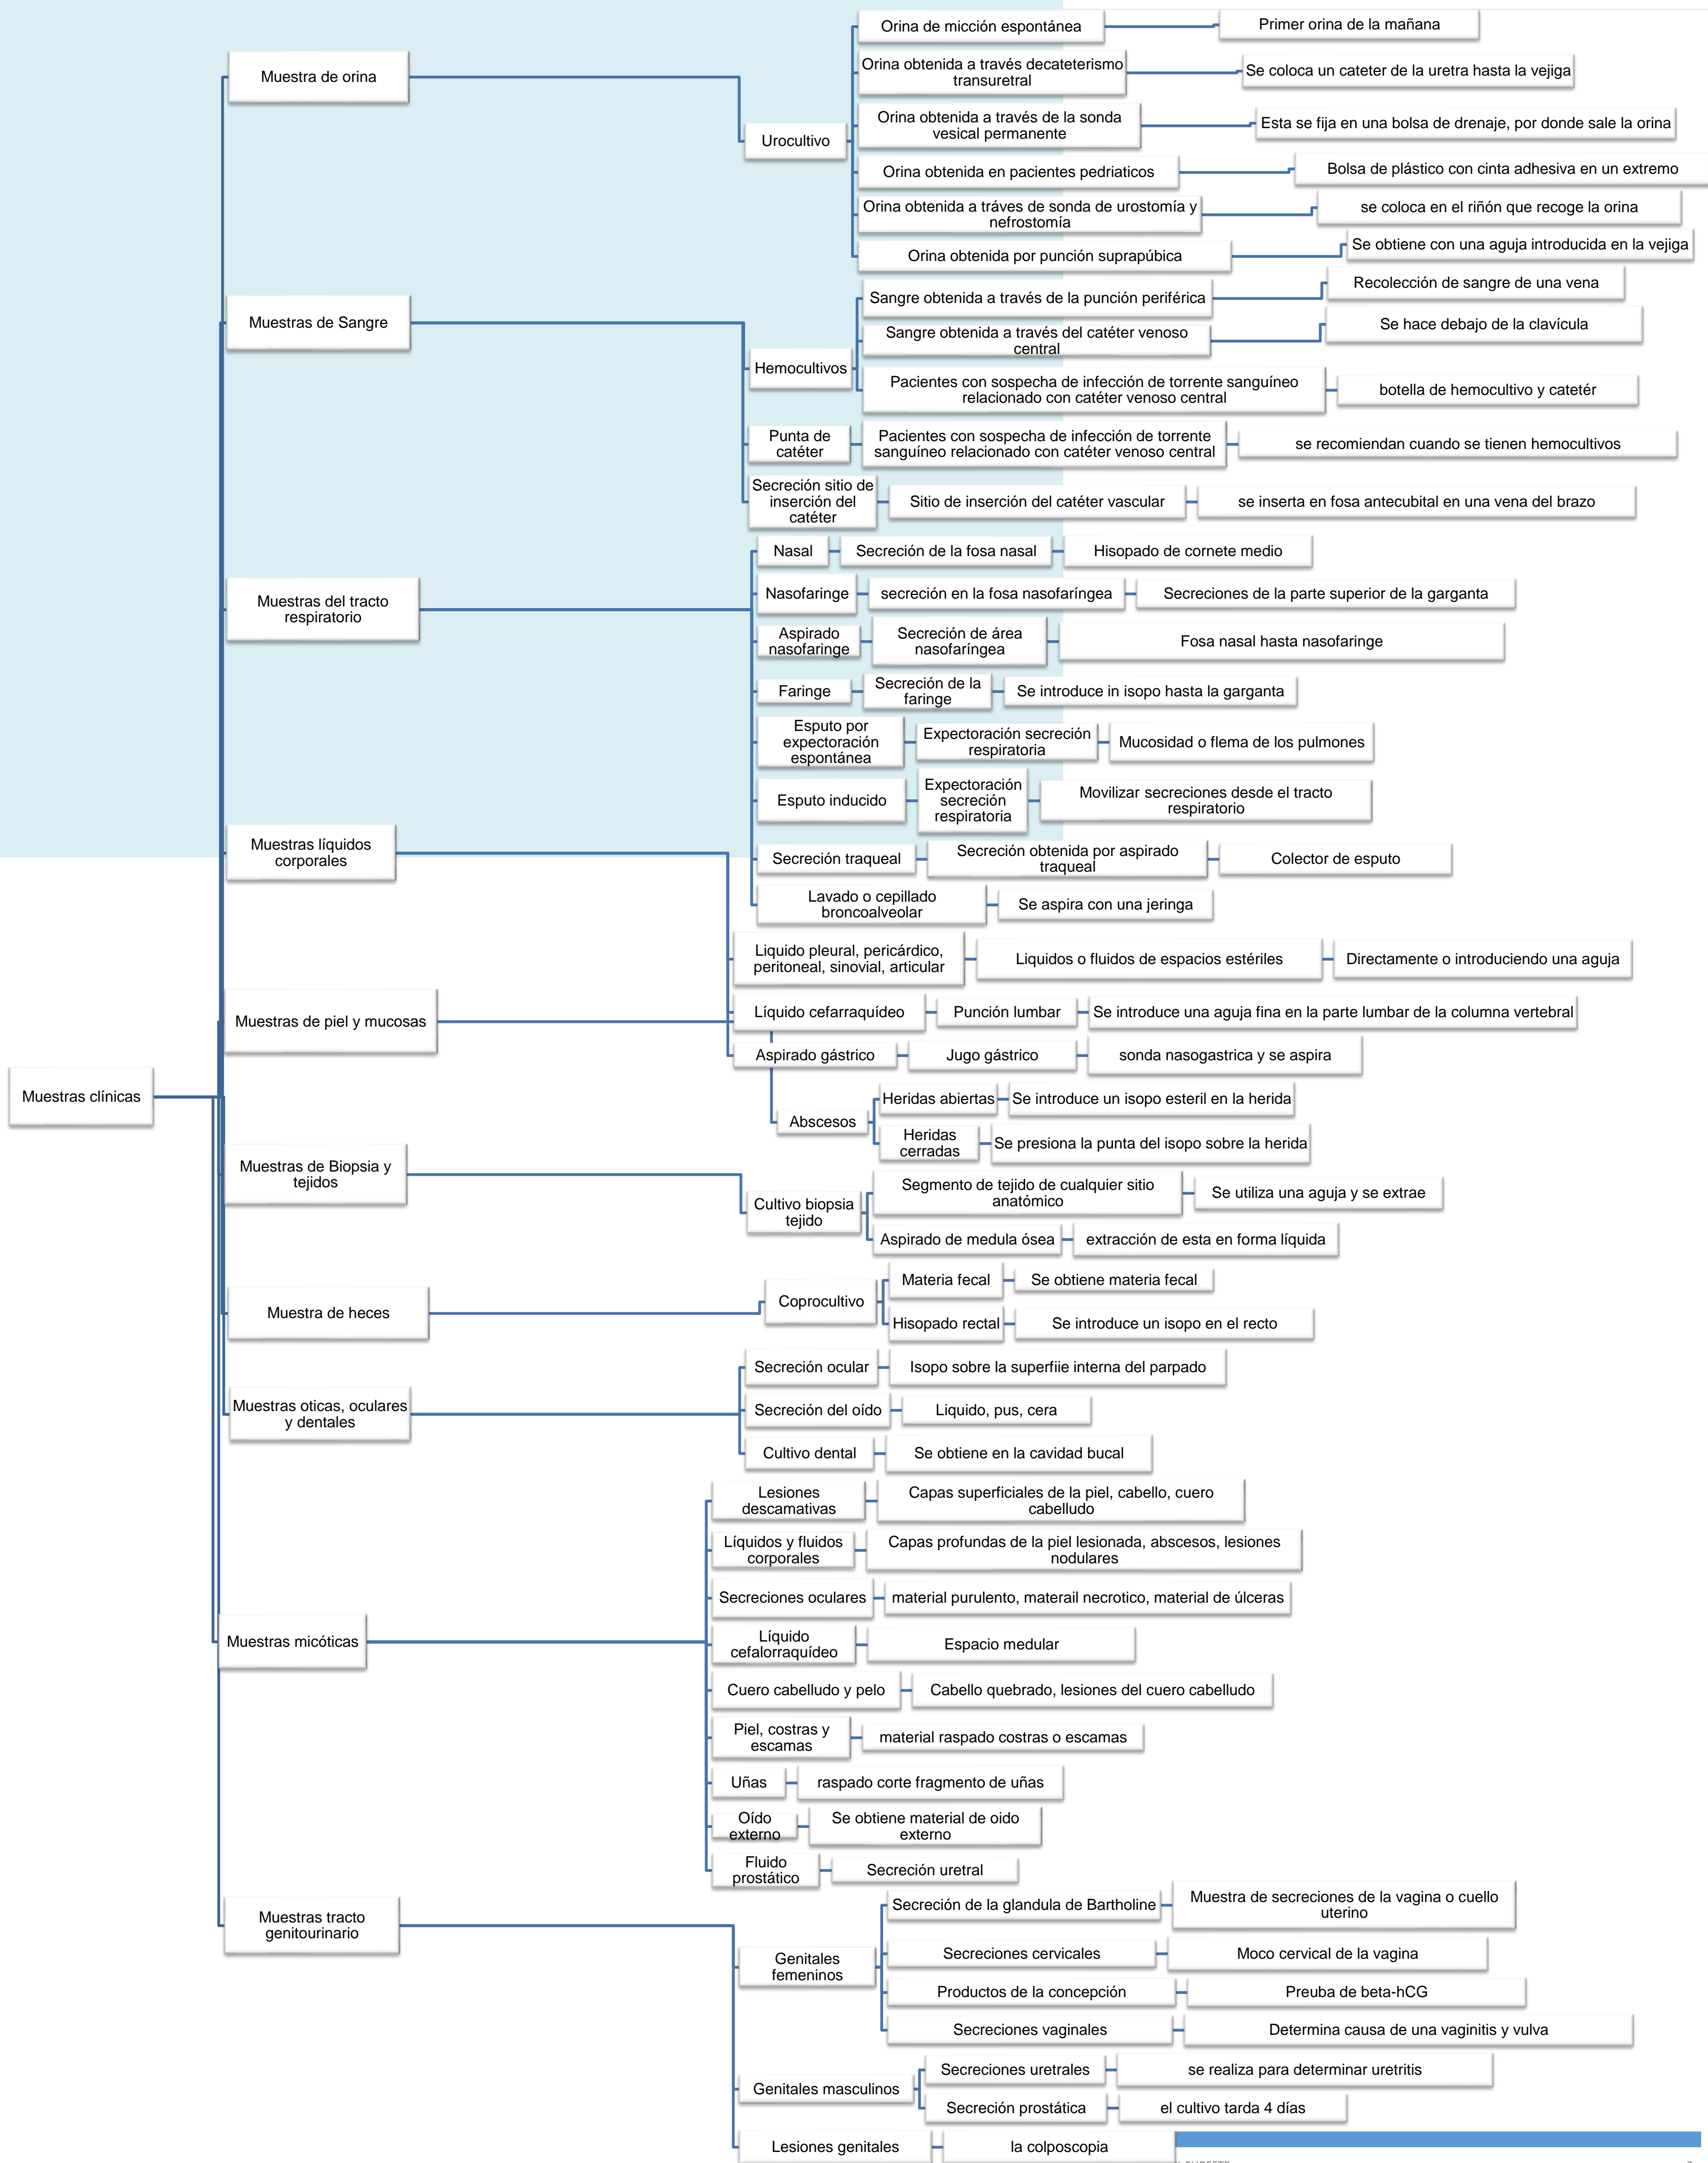 Muestras clínicas
Muestra de orina
Urocultivo
Orina de micción espontánea
Primer orina de la mañana
Orina obtenida a través decateterismo
transuretral
Se coloca un cateter de la uretra hasta la vejiga
Orina obtenida a través de la sonda
vesical permanente
Esta se fija en una bolsa de drenaje, por donde sale la orina
Orina obtenida en pacientes pedriaticos
Bolsa de plástico con cinta adhesiva en un extremo
Orina obtenida a tráves de sonda de urostomía y
nefrostomía
se coloca en el riñón que recoge la orina
Orina obtenida por punción suprapúbica
Se obtiene con una aguja introducida en la vejiga
Muestras de Sangre
Hemocultivos
Sangre obtenida a través de la punción periférica
Recolección de sangre de una vena
Sangre obtenida a través del catéter venoso
central
Se hace debajo de la clavícula
Pacientes con sospecha de infección de torrente sanguíneo
relacionado con catéter venoso central
botella de hemocultivo y catetér
Punta de
catéter
Pacientes con sospecha de infección de torrente
sanguíneo relacionado con catéter venoso central
se recomiendan cuando se tienen hemocultivos
Secreción sitio de
inserción del
catéter
Sitio de inserción del catéter vascular
se inserta en fosa antecubital en una vena del brazo
Muestras del tracto
respiratorio
Nasal
Secreción de la fosa nasal
Hisopado de cornete medio
Nasofaringe
secreción en la fosa nasofaríngea
Secreciones de la parte superior de la garganta
Aspirado
nasofaringe
Secreción de área
nasofaríngea
Fosa nasal hasta nasofaringe
Faringe
Secreción de la
faringe
Se introduce in isopo hasta la garganta
Esputo por
expectoración
espontánea
Expectoración secreción
respiratoria
Mucosidad o flema de los pulmones
Esputo inducido
Expectoración
secreción
respiratoria
Movilizar secreciones desde el tracto
respiratorio
Secreción traqueal
Secreción obtenida por aspirado
traqueal
Colector de esputo
Lavado o cepillado
broncoalveolar
Se aspira con una jeringa
Muestras líquidos
corporales
Liquido pleural, pericárdico,
peritoneal, sinovial, articular
Liquidos o fluidos de espacios estériles
Directamente o introduciendo una aguja
Líquido cefarraquídeo
Punción lumbar
Se introduce una aguja fina en la parte lumbar de la columna vertebral
Aspirado gástrico
Jugo gástrico
sonda nasogastrica y se aspira
Muestras de piel y mucosas
Abscesos
Heridas abiertas
Se introduce un isopo esteril en la herida
Heridas
cerradas
Se presiona la punta del isopo sobre la herida
Muestras de Biopsia y
tejidos
Cultivo biopsia
tejido
Segmento de tejido de cualquier sitio
anatómico
Se utiliza una aguja y se extrae
Aspirado de medula ósea
extracción de esta en forma líquida
Muestra de heces
Coprocultivo
Materia fecal
Se obtiene materia fecal
Hisopado rectal
Se introduce un isopo en el recto
Muestras oticas, oculares
y dentales
Secreción ocular
Isopo sobre la superfiie interna del parpado
Secreción del oído
Liquido, pus, cera
Cultivo dental
Se obtiene en la cavidad bucal
Muestras micóticas
Lesiones
descamativas
Capas superficiales de la piel, cabello, cuero
cabelludo
Líquidos y fluidos
corporales
Capas profundas de la piel lesionada, abscesos, lesiones
nodulares
Secreciones oculares
material purulento, materail necrotico, material de úlceras
Líquido
cefalorraquídeo
Espacio medular
Cuero cabelludo y pelo
Cabello quebrado, lesiones del cuero cabelludo
Piel, costras y
escamas
material raspado costras o escamas
Uñas
raspado corte fragmento de uñas
Oído
externo
Se obtiene material de oido
externo
Fluido
prostático
Secreción uretral
Muestras tracto
genitourinario
Genitales
femeninos
Secreción de la glandula de Bartholine
Muestra de secreciones de la vagina o cuello
uterino
Secreciones cervicales
Moco cervical de la vagina
Productos de la concepción
Preuba de beta-hCG
Secreciones vaginales
Determina causa de una vaginitis y vulva
Genitales masculinos
Secreciones uretrales
se realiza para determinar uretritis
Secreción prostática
el cultivo tarda 4 días
Lesiones genitales
la colposcopia